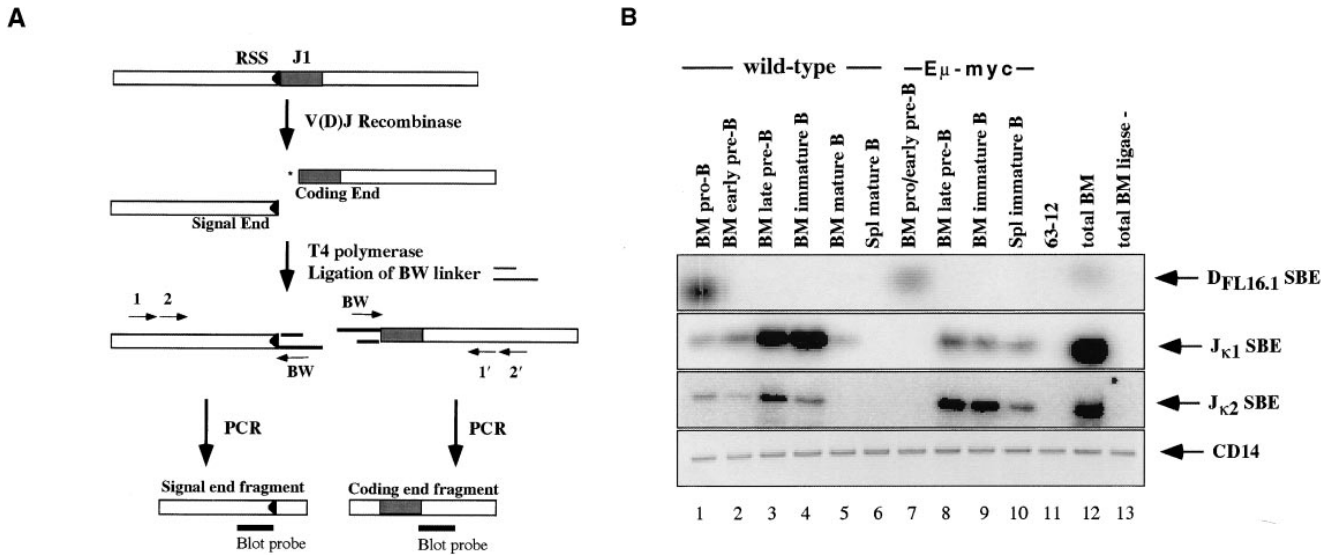 A
RSS J1
V(D)J Recombinase
*
Coding End
Signal End
T4 polymerase
Ligation of BW linker
1 2
BW
BW
1′ 2′
PCR
PCR
Signal end fragment
Coding end fragment
Blot probe
Blot probe
B
wild-type
Eμ-myc
BM pro-B
BM early pre-B
BM late pre-B
BM immature B
BM mature B
Spl mature B
BM pro/early pre-B
BM late pre-B
BM immature B
Spl immature B
63-12
total BM
total BM ligase -
DFL16.1 SBE
Jκ1 SBE
Jκ2 SBE
CD14
1 2 3 4 5 6 7 8 9 10 11 12 13